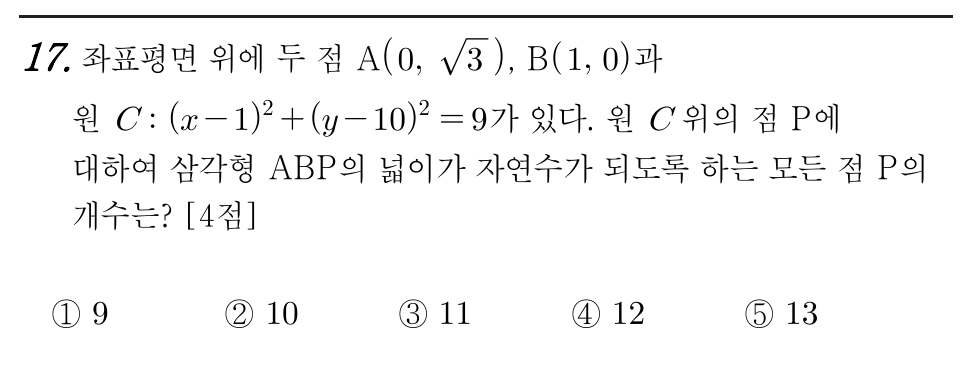 17. 좌표평면 위에 두 점 A(0, √3), B(1, 0)과
원 C : (x−1)²+(y−10)²=9가 있다. 원 C 위의 점 P에
대하여 삼각형 ABP의 넓이가 자연수가 되도록 하는 모든 점 P의
개수는? [4점]
① 9 ② 10 ③ 11 ④ 12 ⑤ 13